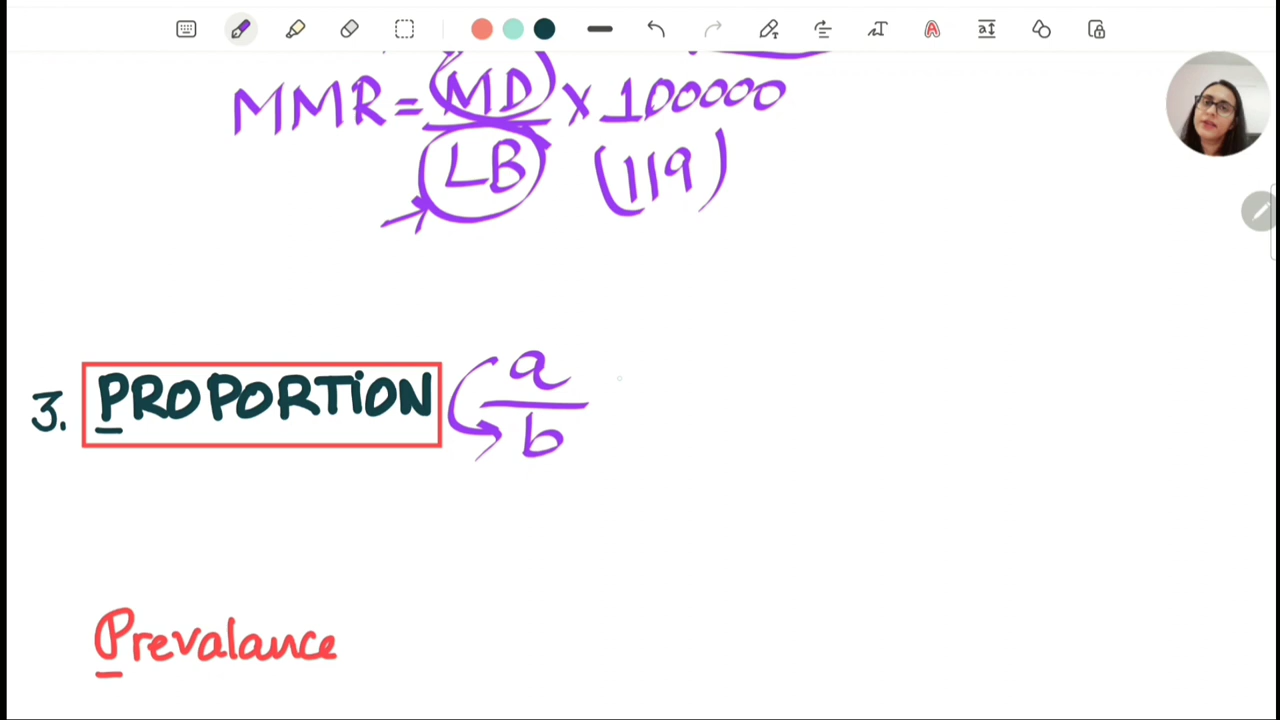 MMR = MD x 100000
LB (119)
3. PROPORTiON a
b
Prevalance